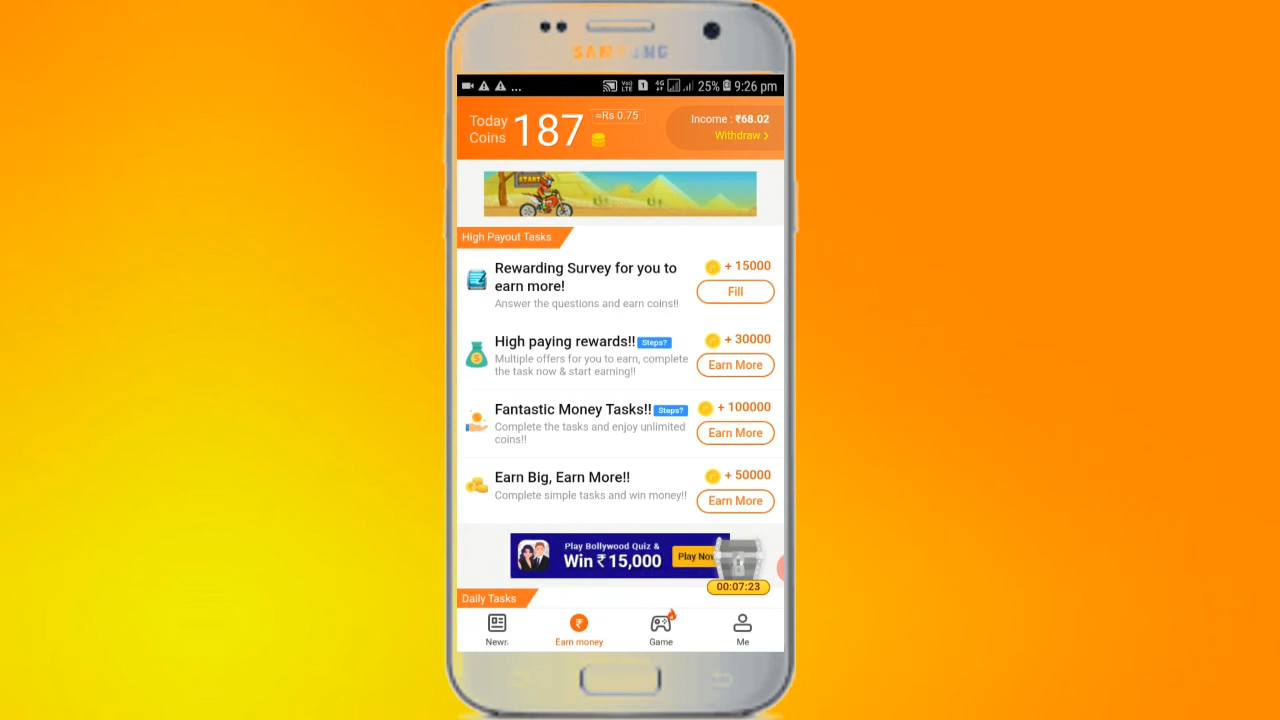 SAMSUNG
Vo)) LTE 1 4G 25% 9:26 pm
Today Coins 187 =Rs 0.75
Income : ₹68.02
Withdraw >
START
High Payout Tasks
Rewarding Survey for you to
earn more!
Answer the questions and earn coins!!
+ 15000
Fill
High paying rewards!! Steps?
Multiple offers for you to earn, complete
the task now & start earning!!
+ 30000
Earn More
Fantastic Money Tasks!! Steps?
Complete the tasks and enjoy unlimited
coins!!
+ 100000
Earn More
Earn Big, Earn More!!
Complete simple tasks and win money!!
+ 50000
Earn More
Play Bollywood Quiz &
Win ₹ 15,000
Play Now
00:07:23
Daily Tasks
News
Earn money
Game
Me